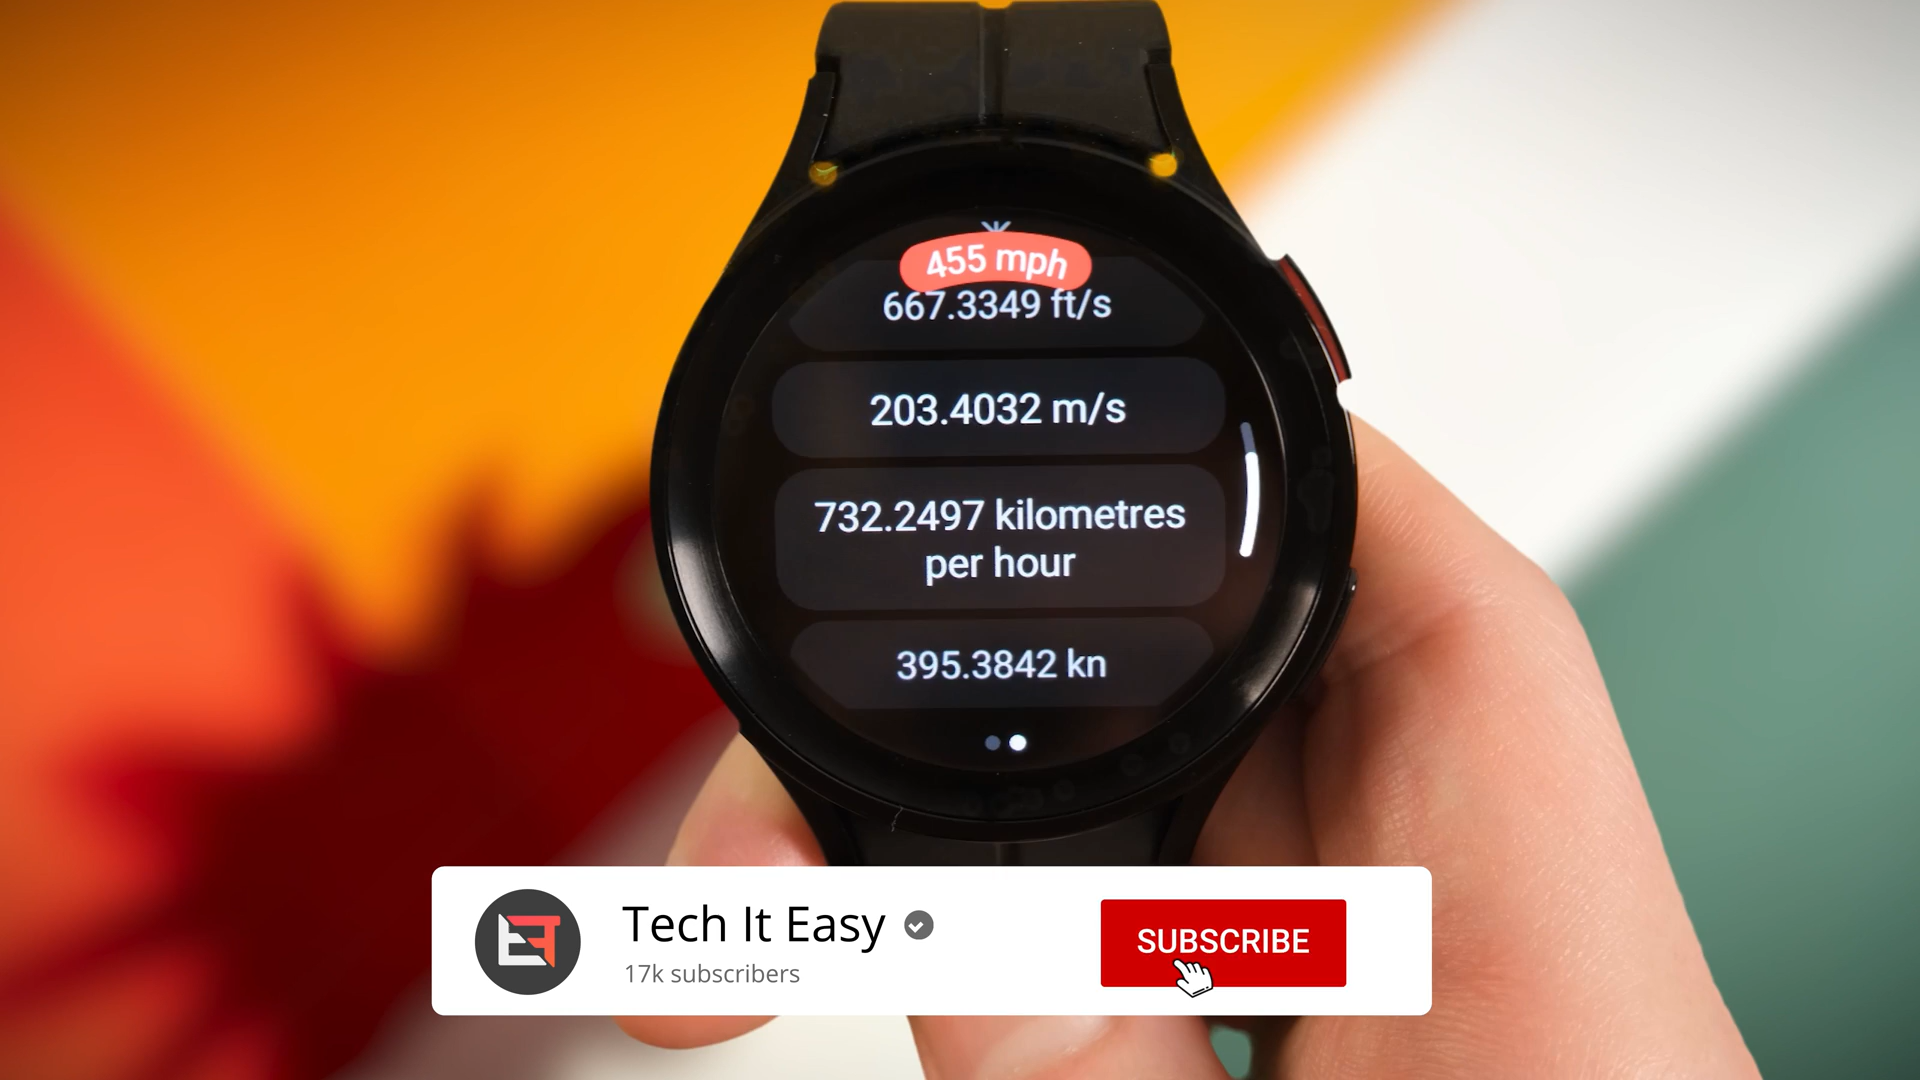 455 mph
667.3349 ft/s
203.4032 m/s
732.2497 kilometres
per hour
395.3842 kn
Tech It Easy
17k subscribers
SUBSCRIBE